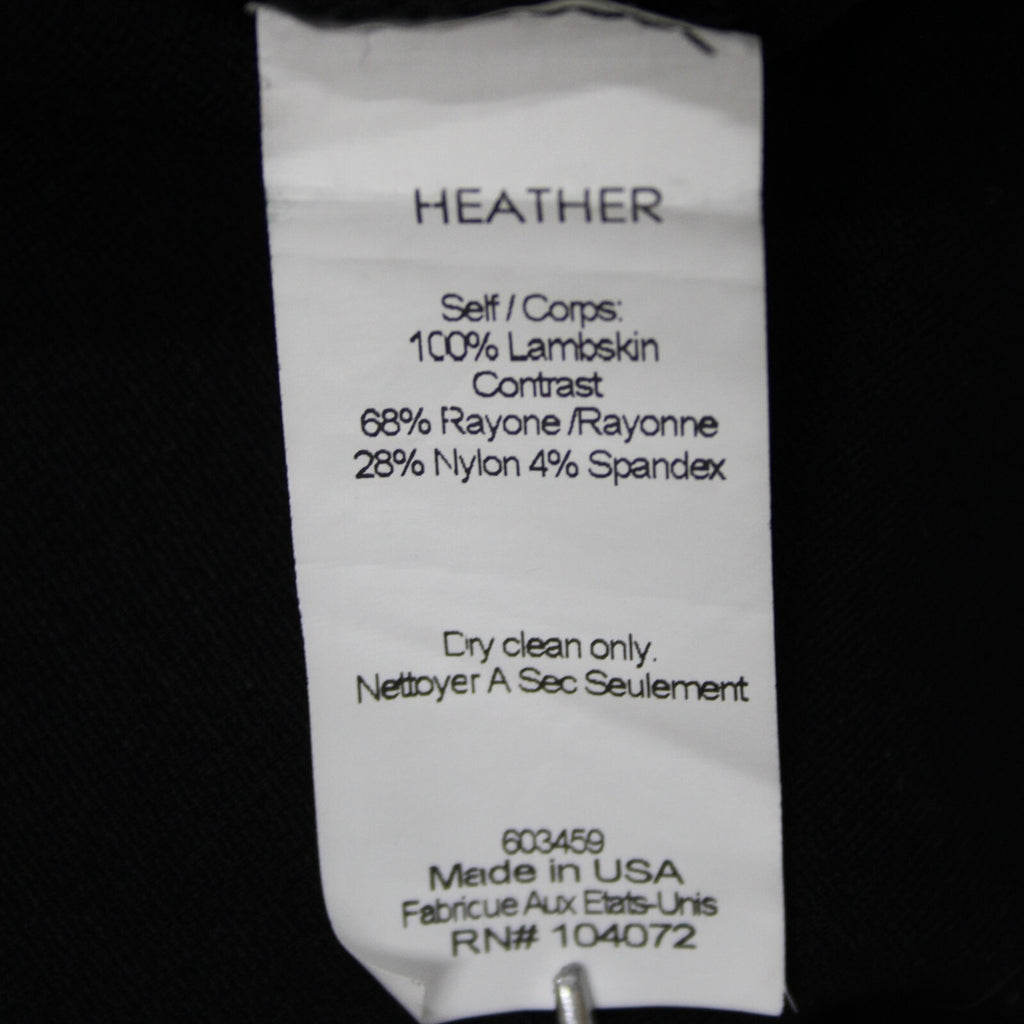 HEATHER
Self / Corps:
100% Lambskin
Contrast
68% Rayone /Rayonne
28% Nylon 4% Spandex
Dry clean only.
Nettoyer A Sec Seulement
603459
Made in USA
Fabricue Aux Etats-Unis
RN# 104072